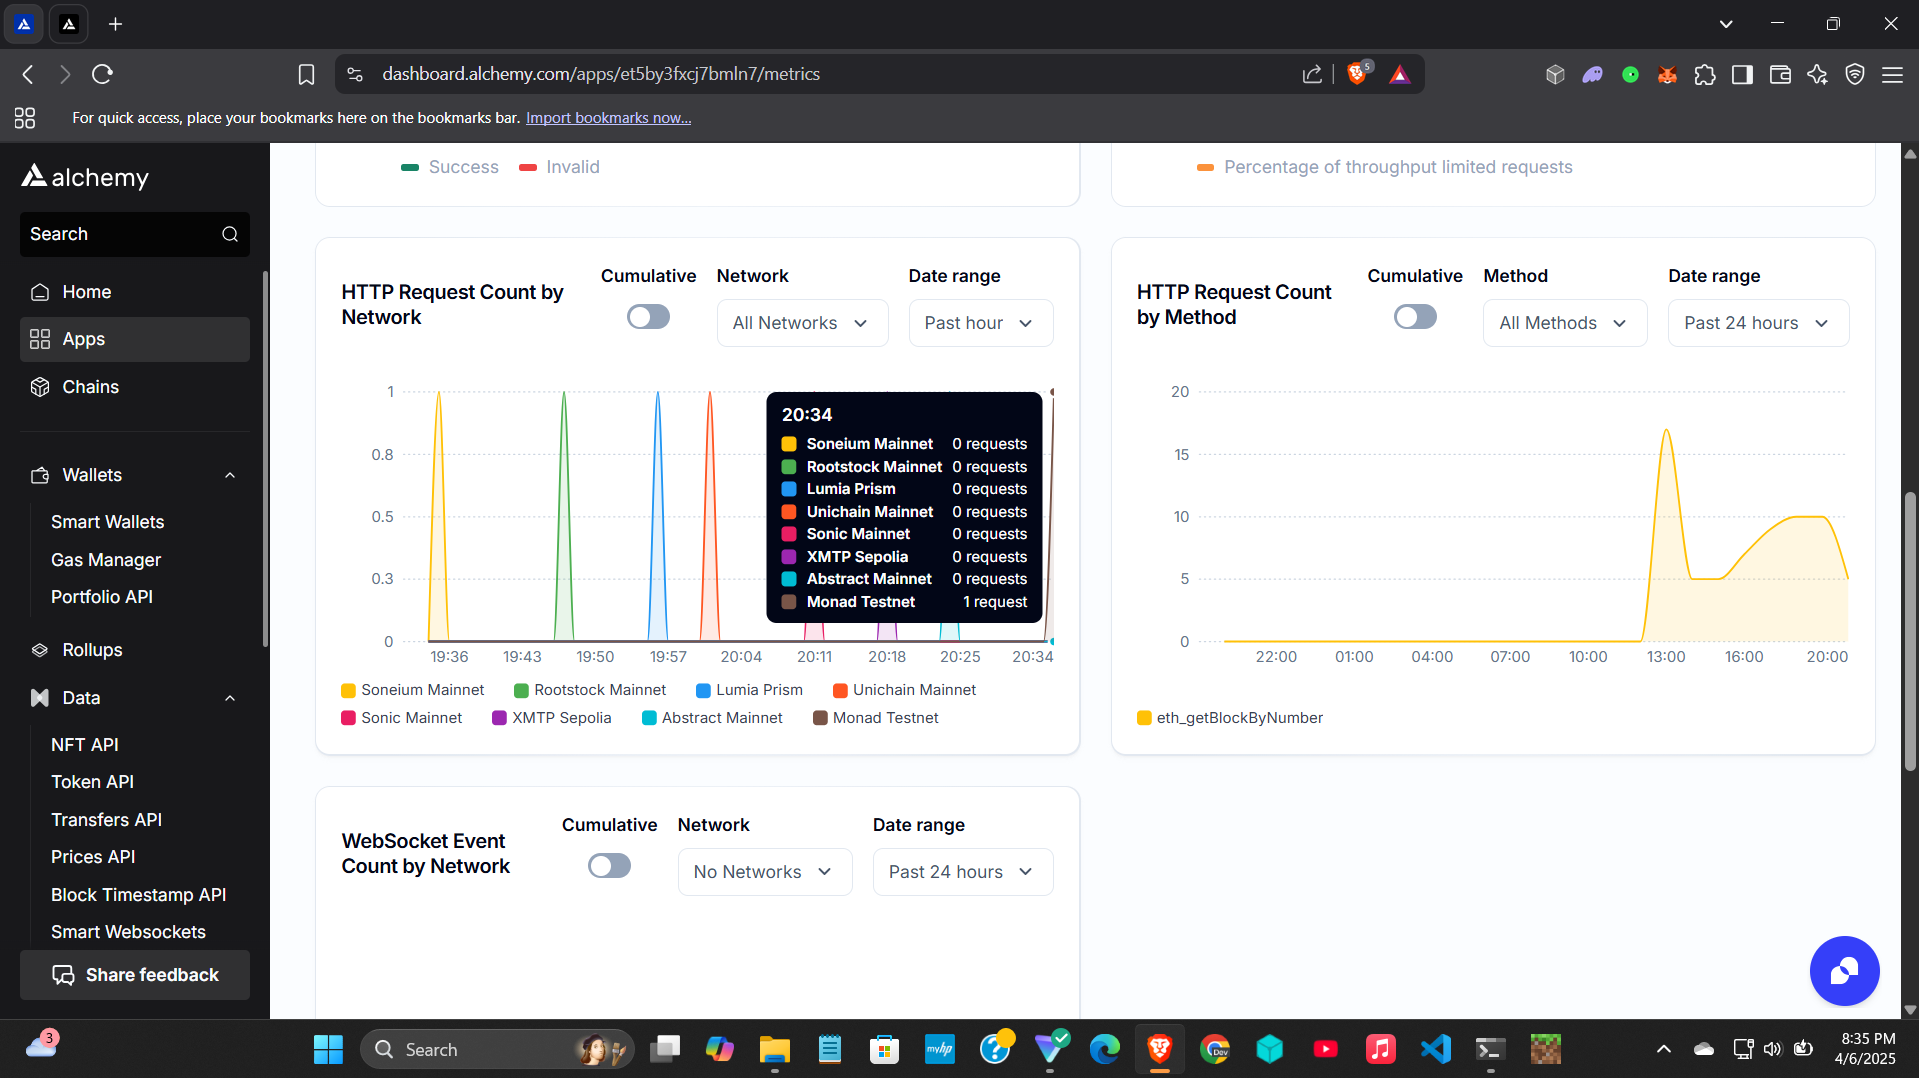 dashboard.alchemy.com/apps/et5by3fxcj7bmln7/metrics
5
For quick access, place your bookmarks here on the bookmarks bar. Import bookmarks now...
alchemy
Search
Home
Apps
Chains
Wallets
Smart Wallets
Gas Manager
Portfolio API
Rollups
Data
NFT API
Token API
Transfers API
Prices API
Block Timestamp API
Smart Websockets
Share feedback
Success Invalid
Percentage of throughput limited requests
HTTP Request Count by
Network
Cumulative
Network
All Networks
Date range
Past hour
1
0.8
0.5
0.3
0
19:36 19:43 19:50 19:57 20:04 20:11 20:18 20:25 20:34
20:34
Soneium Mainnet 0 requests
Rootstock Mainnet 0 requests
Lumia Prism 0 requests
Unichain Mainnet 0 requests
Sonic Mainnet 0 requests
XMTP Sepolia 0 requests
Abstract Mainnet 0 requests
Monad Testnet 1 request
Soneium Mainnet Rootstock Mainnet Lumia Prism Unichain Mainnet
Sonic Mainnet XMTP Sepolia Abstract Mainnet Monad Testnet
HTTP Request Count
by Method
Cumulative
Method
All Methods
Date range
Past 24 hours
20
15
10
5
0
22:00 01:00 04:00 07:00 10:00 13:00 16:00 20:00
eth_getBlockByNumber
WebSocket Event
Count by Network
Cumulative
Network
No Networks
Date range
Past 24 hours
3
Search
myhp
Dev
8:35 PM
4/6/2025